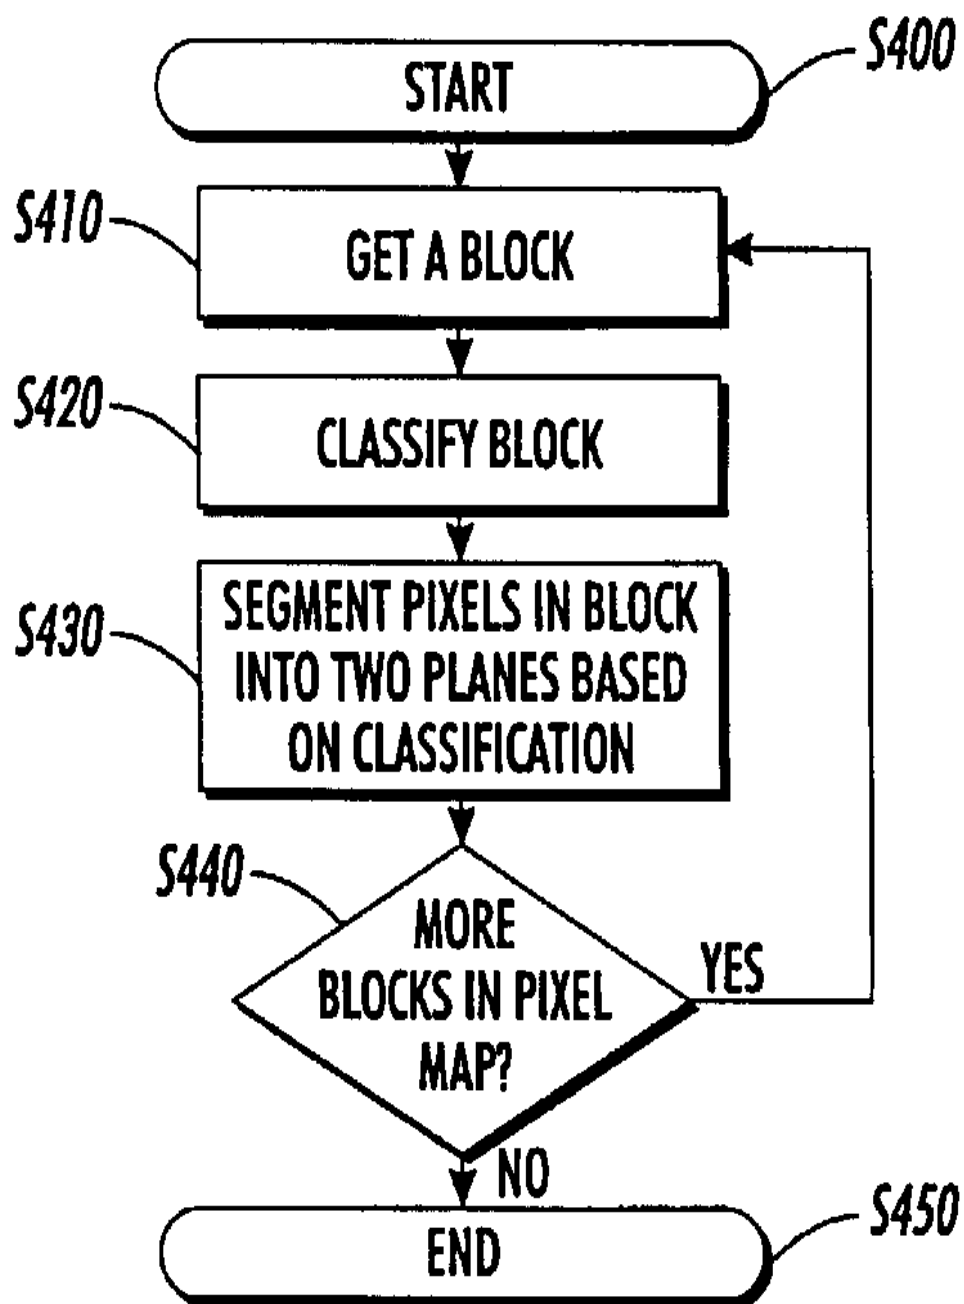 S400
START
S410
GET A BLOCK
S420
CLASSIFY BLOCK
S430
SEGMENT PIXELS IN BLOCK
INTO TWO PLANES BASED
ON CLASSIFICATION
S440
MORE
BLOCKS IN PIXEL
MAP?
YES
NO
S450
END